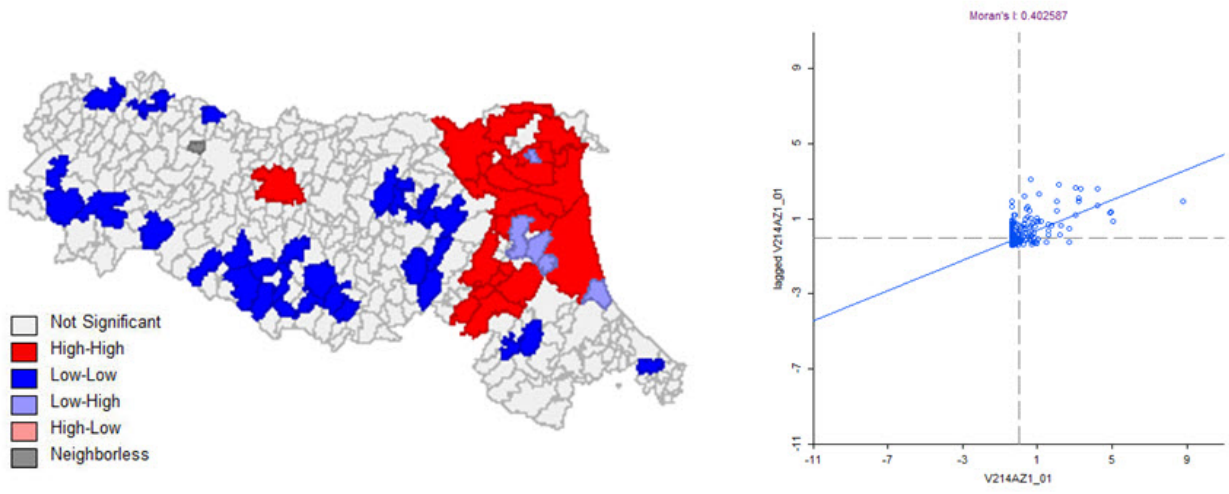 Not Significant
High-High
Low-Low
Low-High
High-Low
Neighborless
Moran's I: 0.402587
lagged V214AZ1_01
9
5
1
-3
-7
-11
-11
-7
-3
1
5
9
V214AZ1_01